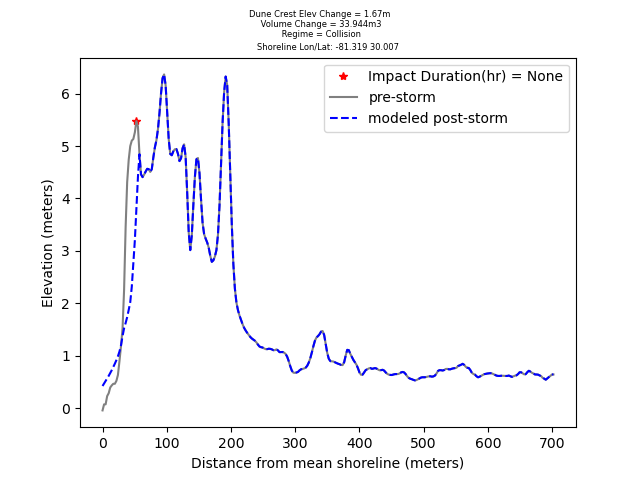 Dune Crest Elev Change = 1.67m
Volume Change = 33.944m3
Regime = Collision
Shoreline Lon/Lat: -81.319 30.007
Impact Duration(hr) = None
pre-storm
modeled post-storm
Elevation (meters)
6
5
4
3
2
1
0
0 100 200 300 400 500 600 700
Distance from mean shoreline (meters)